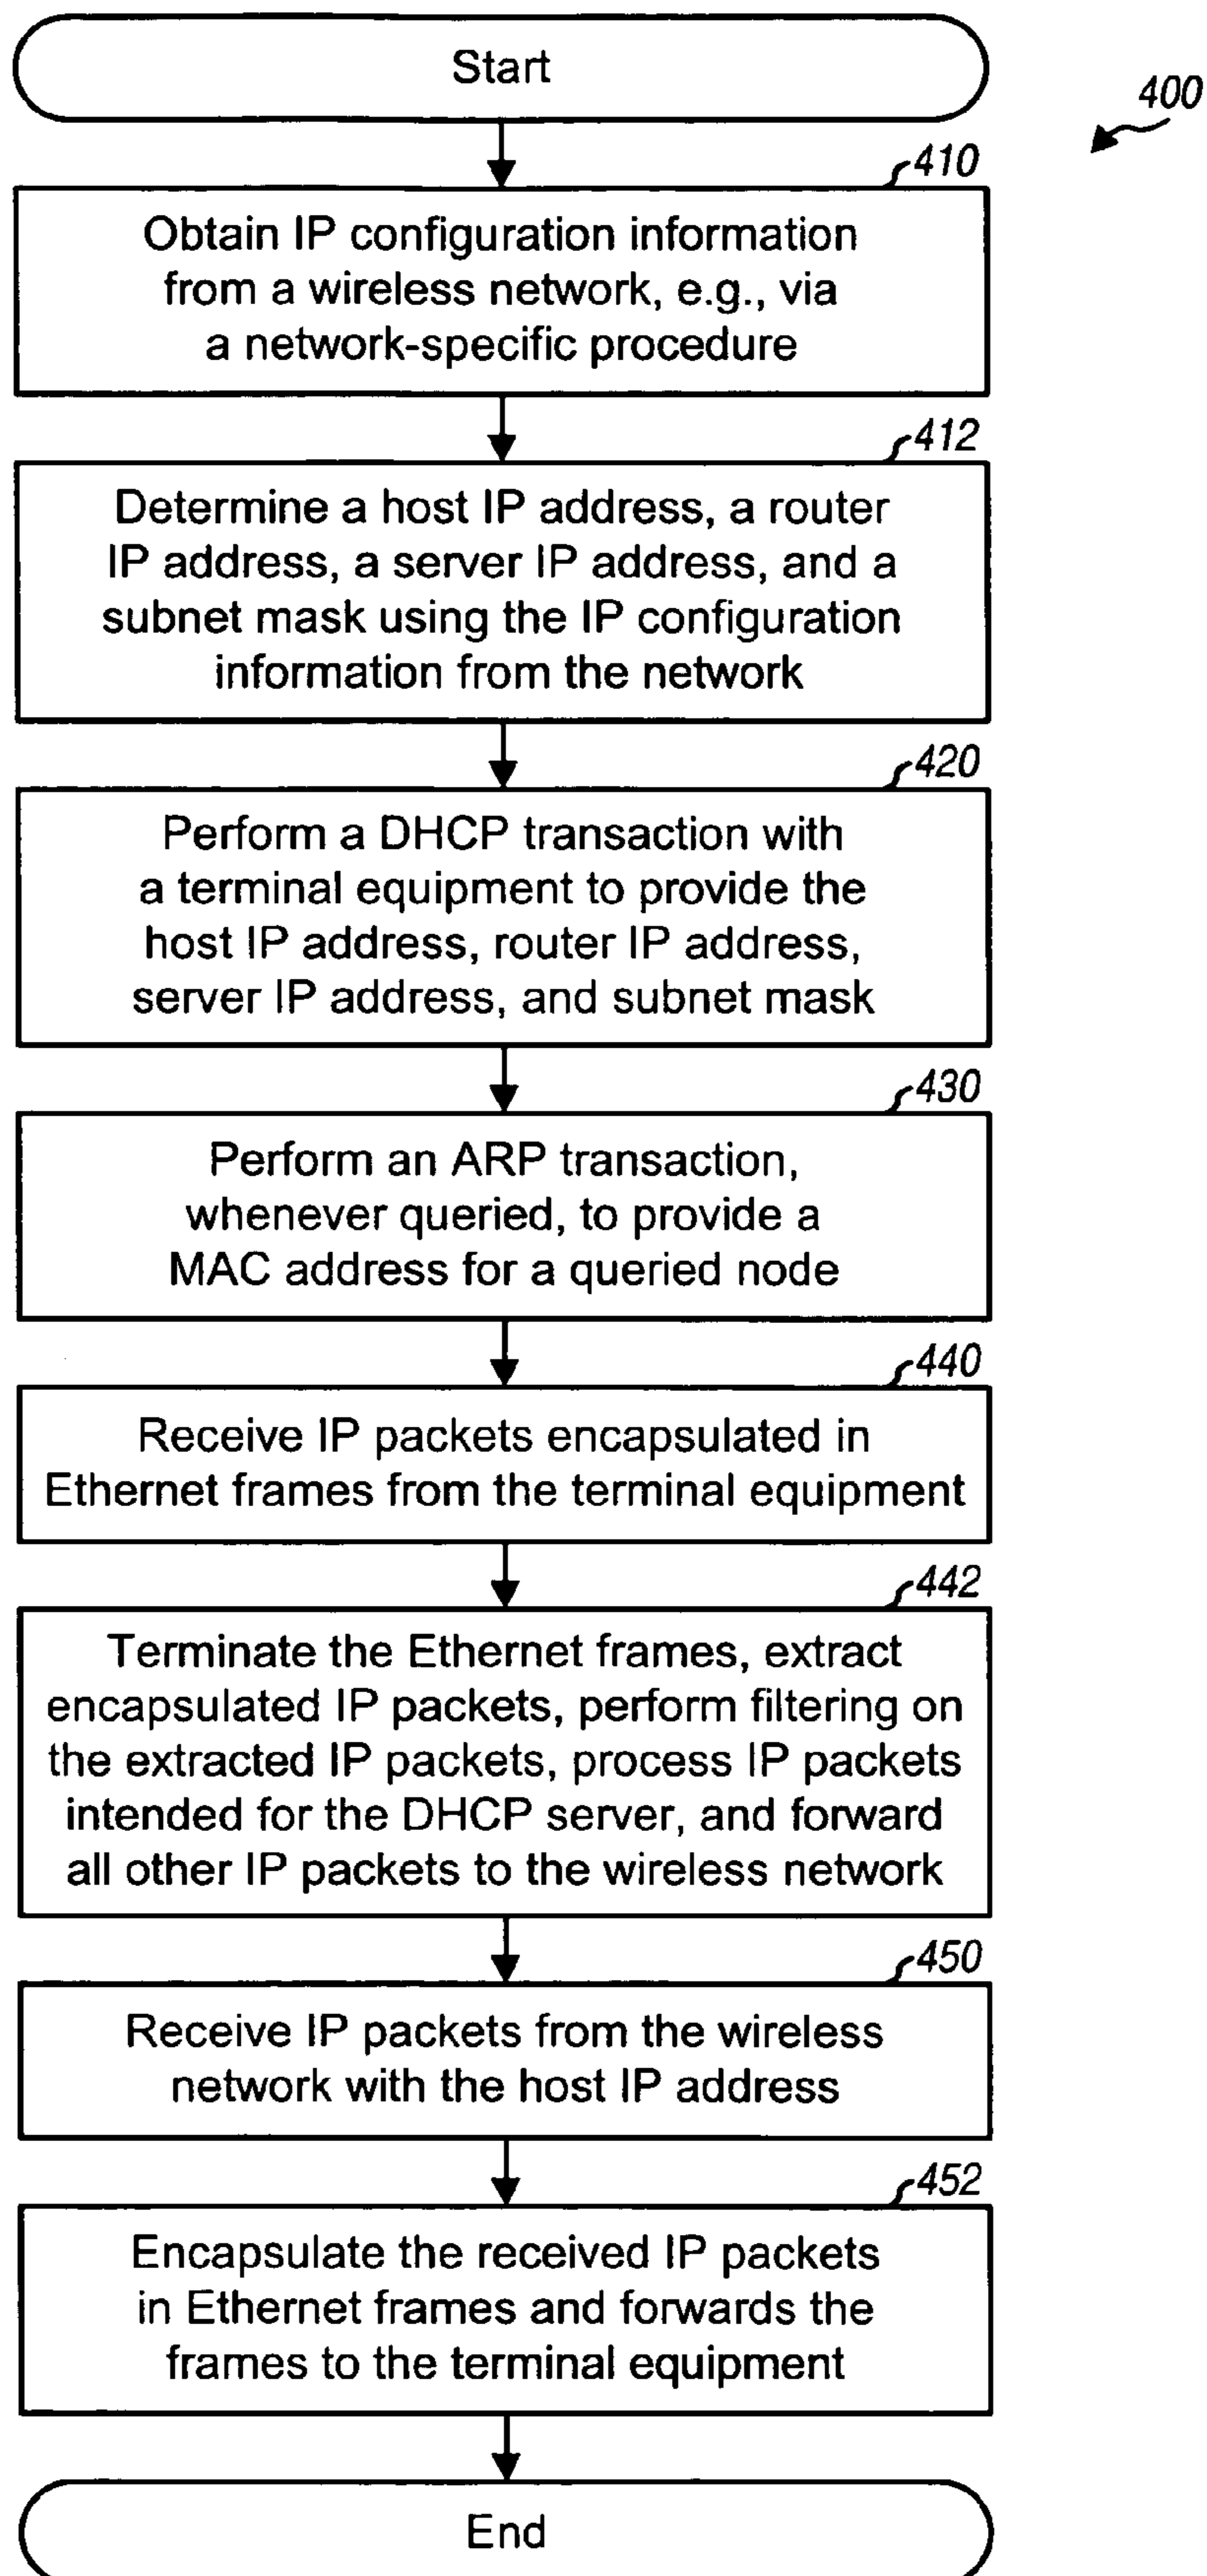 Start
400
410
Obtain IP configuration information
from a wireless network, e.g., via
a network-specific procedure
412
Determine a host IP address, a router
IP address, a server IP address, and a
subnet mask using the IP configuration
information from the network
420
Perform a DHCP transaction with
a terminal equipment to provide the
host IP address, router IP address,
server IP address, and subnet mask
430
Perform an ARP transaction,
whenever queried, to provide a
MAC address for a queried node
440
Receive IP packets encapsulated in
Ethernet frames from the terminal equipment
442
Terminate the Ethernet frames, extract
encapsulated IP packets, perform filtering on
the extracted IP packets, process IP packets
intended for the DHCP server, and forward
all other IP packets to the wireless network
450
Receive IP packets from the wireless
network with the host IP address
452
Encapsulate the received IP packets
in Ethernet frames and forwards the
frames to the terminal equipment
End